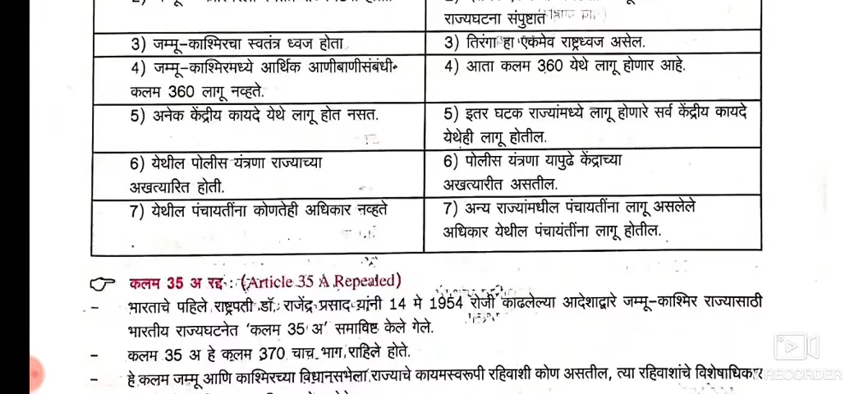 राज्यघटना संपुष्टात
3) जम्मू-काश्मिरचा स्वतंत्र ध्वज होता
3) तिरंगा हा एकमेव राष्ट्रध्वज असेल.
4) जम्मू-काश्मिरमध्ये आर्थिक आणीबाणीसंबंधी
कलम 360 लागू नव्हते.
4) आता कलम 360 येथे लागू होणार आहे.
5) अनेक केंद्रीय कायदे येथे लागू होत नसत.
5) इतर घटक राज्यांमध्ये लागू होणारे सर्व केंद्रीय कायदे
येथेही लागू होतील.
6) येथील पोलीस यंत्रणा राज्याच्या
अखत्यारित होती.
6) पोलीस यंत्रणा यापुढे केंद्राच्या
अखत्यारीत असतील.
7) येथील पंचायतींना कोणतेही अधिकार नव्हते
7) अन्य राज्यांमधील पंचायतींना लागू असलेले
अधिकार येथील पंचायंतींना लागू होतील.
कलम 35 अ रद्द : (Article 35 A Repealed)
- भारताचे पहिले राष्ट्रपती डॉ. राजेंद्र प्रसाद यांनी 14 मे 1954 रोजी काढलेल्या आदेशाद्वारे जम्मू-काश्मिर राज्यासाठी
भारतीय राज्यघटनेत 'कलम 35 अ' समाविष्ट केले गेले.
- कलम 35 अ हे कलम 370 चाच भाग राहिले होते.
- हे कलम जम्मू आणि काश्मिरच्या विधानसभेला राज्याचे कायमस्वरूपी रहिवाशी कोण असतील, त्या रहिवाशांचे विशेषाधिकार
RECORDER